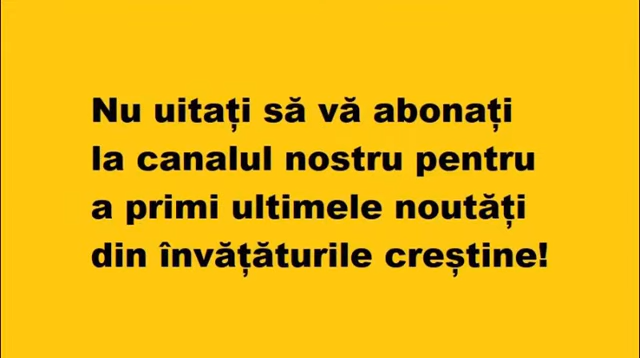 Nu uitați să vă abonați
la canalul nostru pentru
a primi ultimele noutăți
din învățăturile creștine!